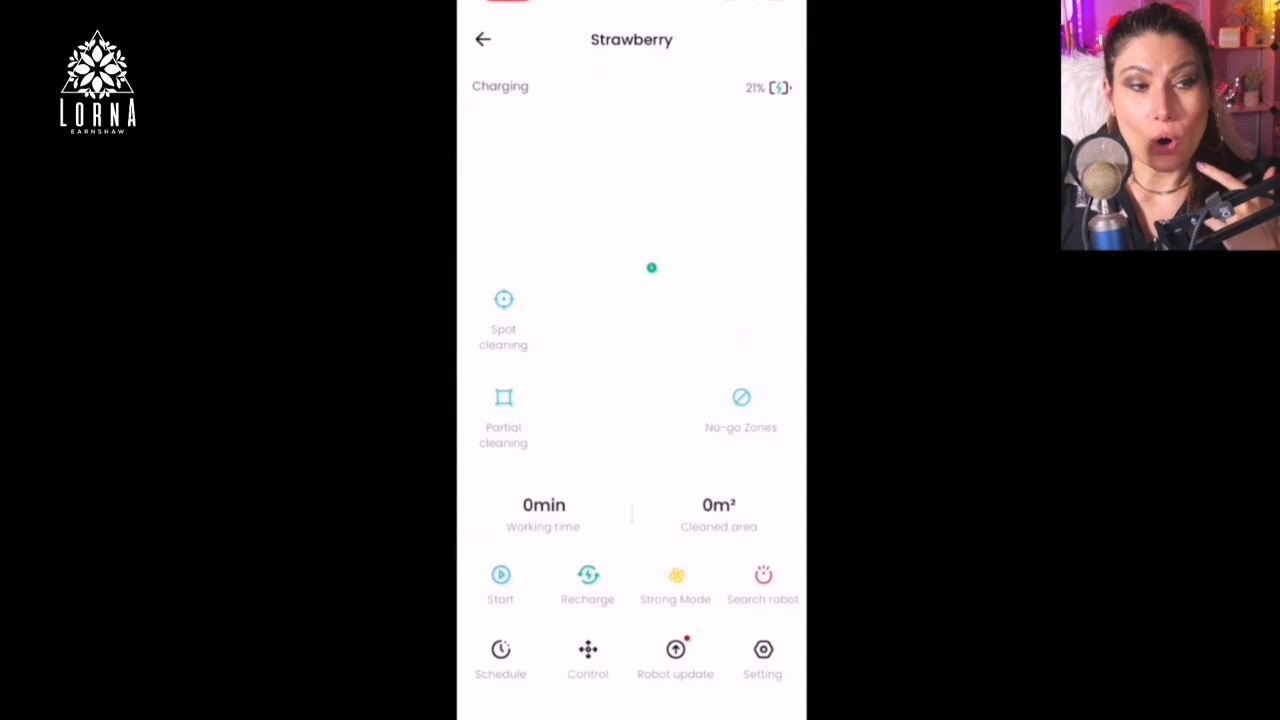 LORNA
EARNSHAW
Strawberry
Charging
21%
Spot
cleaning
Partial
cleaning
No-go Zones
0min
Working time
0m²
Cleaned area
Start
Recharge
Strong Mode
Search robot
Schedule
Control
Robot update
Setting